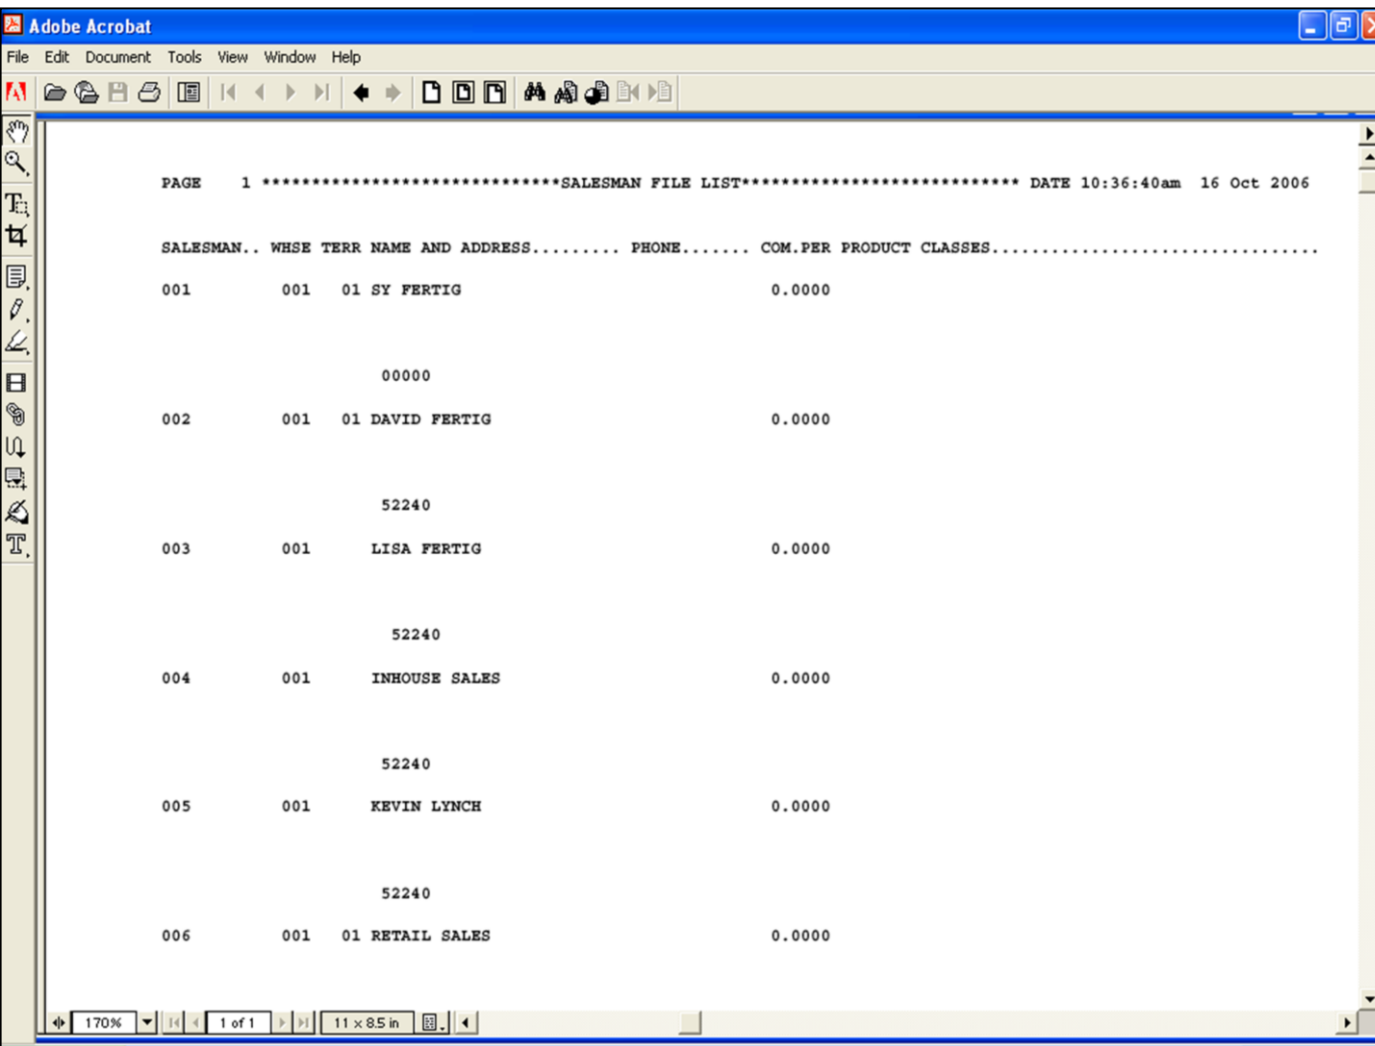 Adobe Acrobat
File Edit Document Tools View Window Help
PAGE 1 ******************************SALESMAN FILE LIST**************************** DATE 10:36:40am 16 Oct 2006
SALESMAN.. WHSE TERR NAME AND ADDRESS......... PHONE....... COM.PER PRODUCT CLASSES.................................
001 001 01 SY FERTIG 0.0000
00000
002 001 01 DAVID FERTIG 0.0000
52240
003 001 LISA FERTIG 0.0000
52240
004 001 INHOUSE SALES 0.0000
52240
005 001 KEVIN LYNCH 0.0000
52240
006 001 01 RETAIL SALES 0.0000
170% 1 of 1 11 x 8.5 in